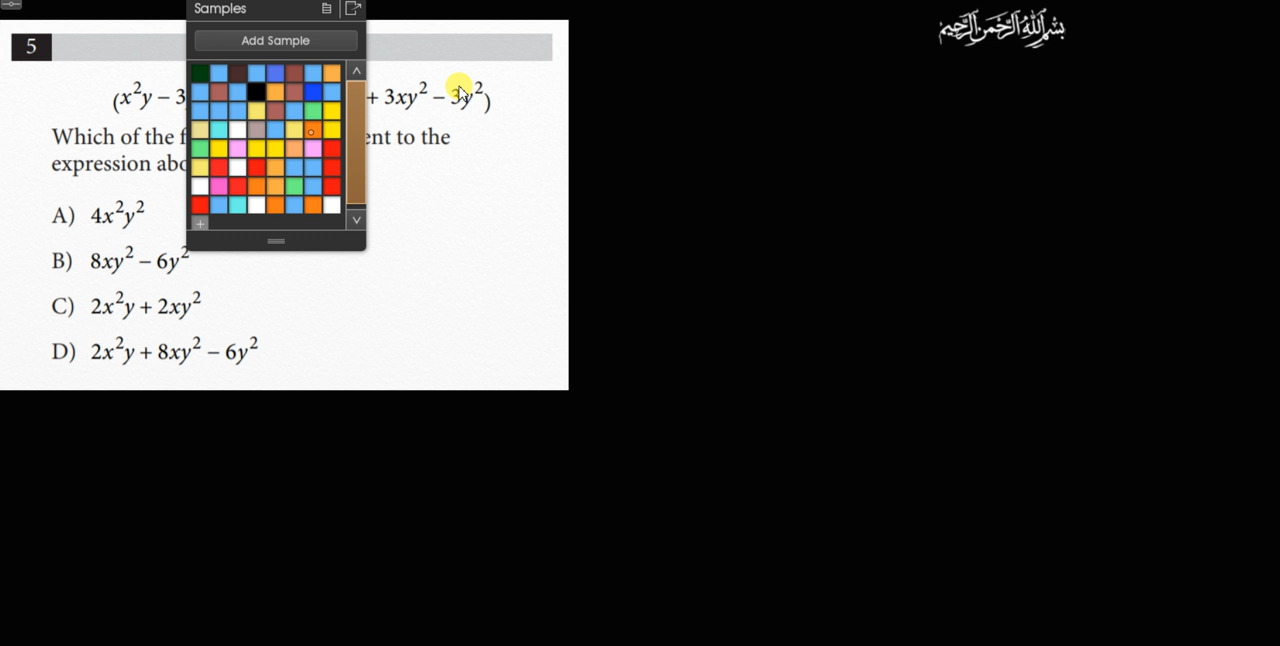 Samples
Add Sample
بسم الله الرحمن الرحيم
5
(x²y – 3 + 3xy² – 3y²)
Which of the ent to the
expression
A) 4x²y²
B) 8xy² – 6y²
C) 2x²y + 2xy²
D) 2x²y + 8xy² – 6y²